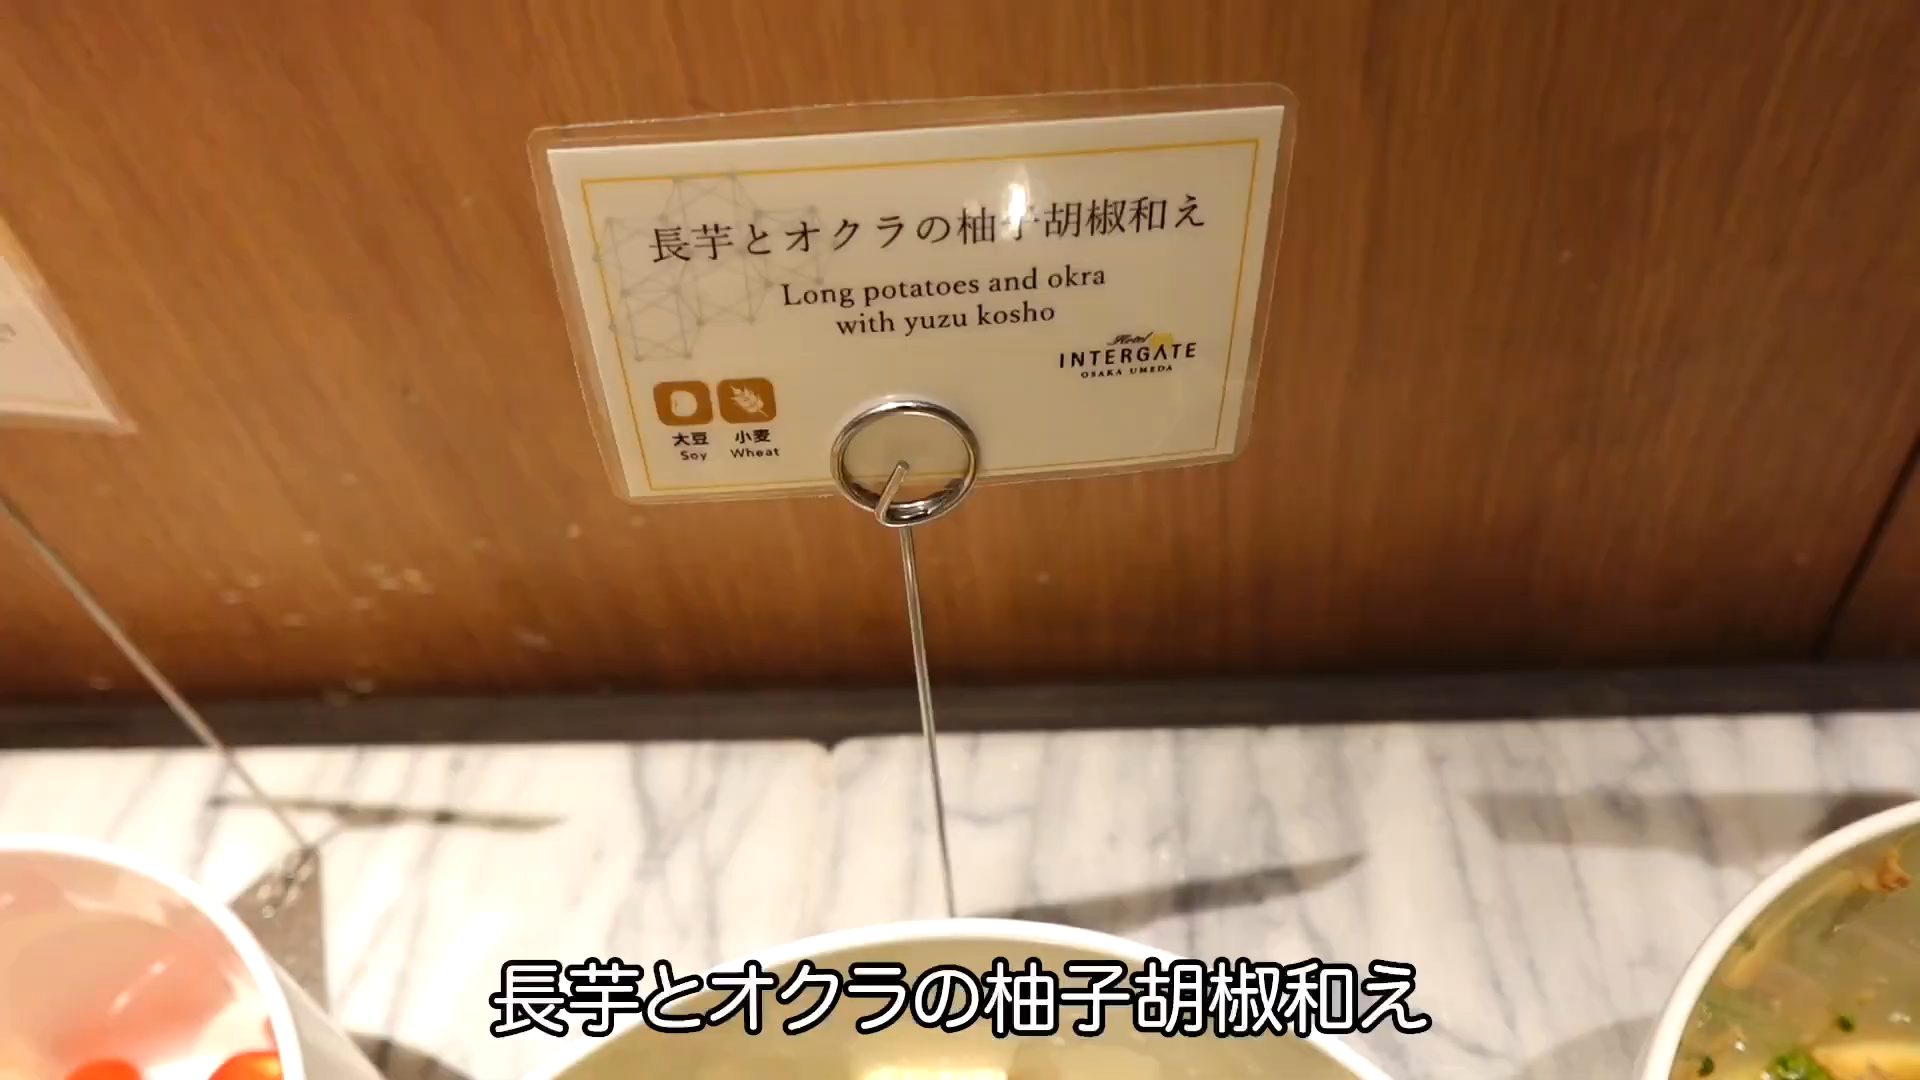 長芋とオクラの柚子胡椒和え
Long potatoes and okra
with yuzu kosho
Hotel
INTERGATE
OSAKA UMEDA
大豆 小麦
Soy Wheat
長芋とオクラの柚子胡椒和え